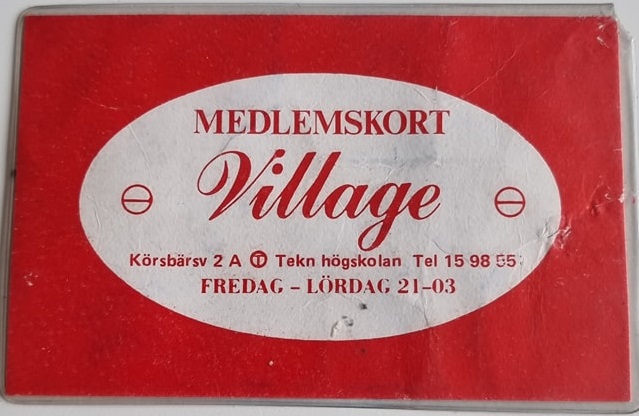 MEDLEMSKORT
Village
Körsbärsv 2 A Ⓣ Tekn högskolan Tel 15 98 55
FREDAG – LÖRDAG 21–03